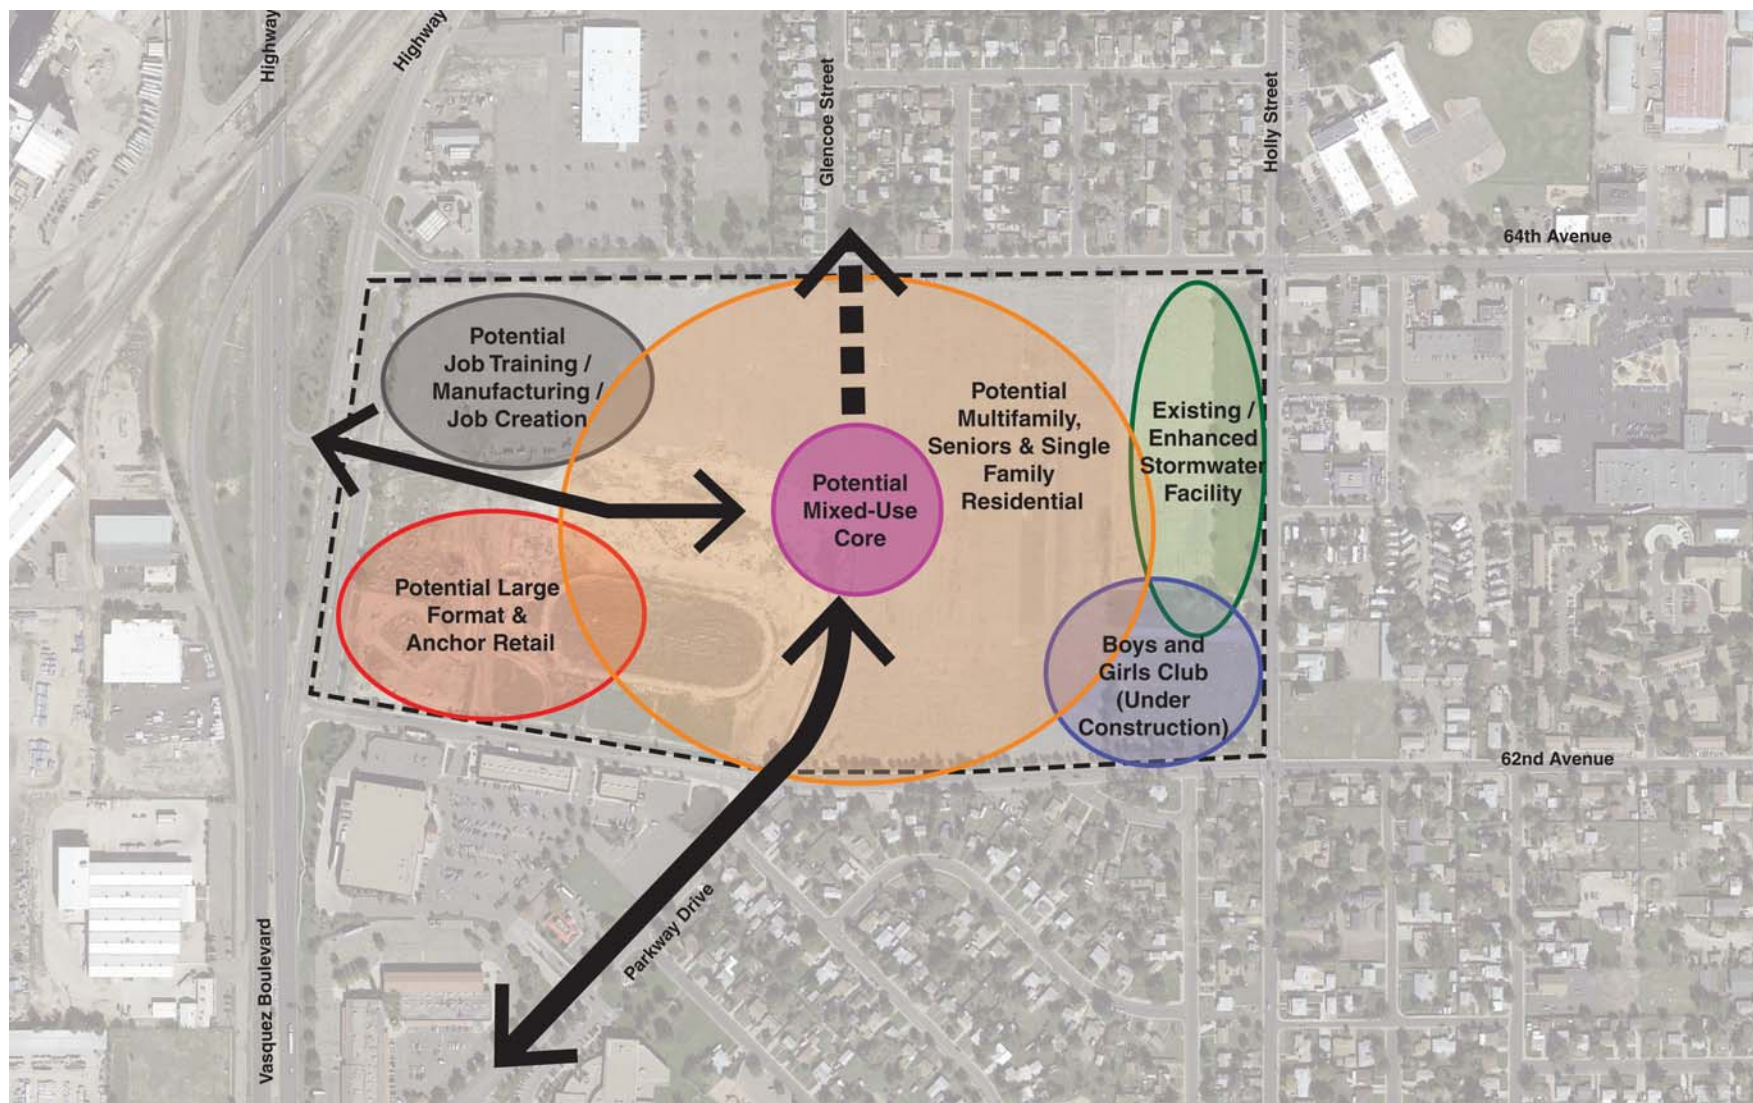 Highway
Highway
Glencoe Street
Holly Street
64th Avenue
Potential
Job Training /
Manufacturing /
Job Creation
Potential
Multifamily,
Seniors & Single
Family
Residential
Existing /
Enhanced
Stormwater
Facility
Potential
Mixed-Use
Core
Potential Large
Format &
Anchor Retail
Boys and
Girls Club
(Under
Construction)
62nd Avenue
Parkway Drive
Vasquez Boulevard